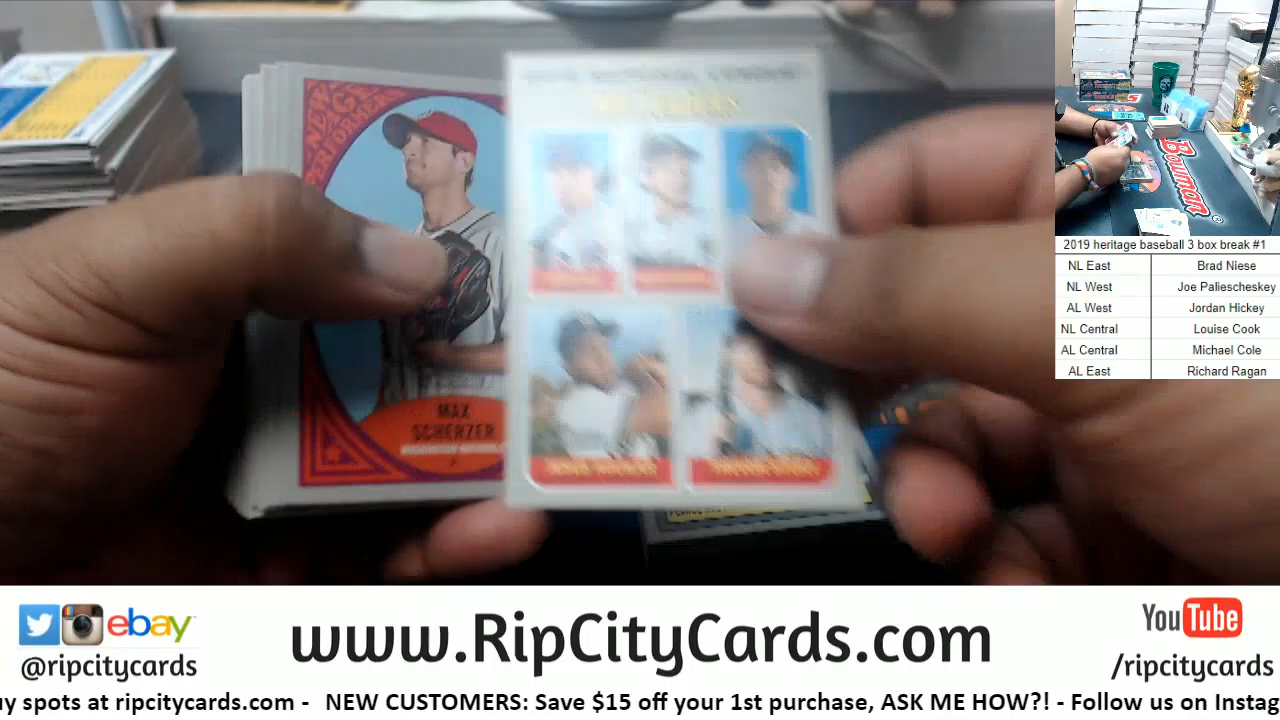 MAX
SCHERZER
Bowman
2019 heritage baseball 3 box break #1
NL East Brad Niese
NL West Joe Paliescheskey
AL West Jordan Hickey
NL Central Louise Cook
AL Central Michael Cole
AL East Richard Ragan
ebay
@ripcitycards
www.RipCityCards.com
YouTube
/ripcitycards
uy spots at ripcitycards.com - NEW CUSTOMERS: Save $15 off your 1st purchase, ASK ME HOW?! - Follow us on Instag